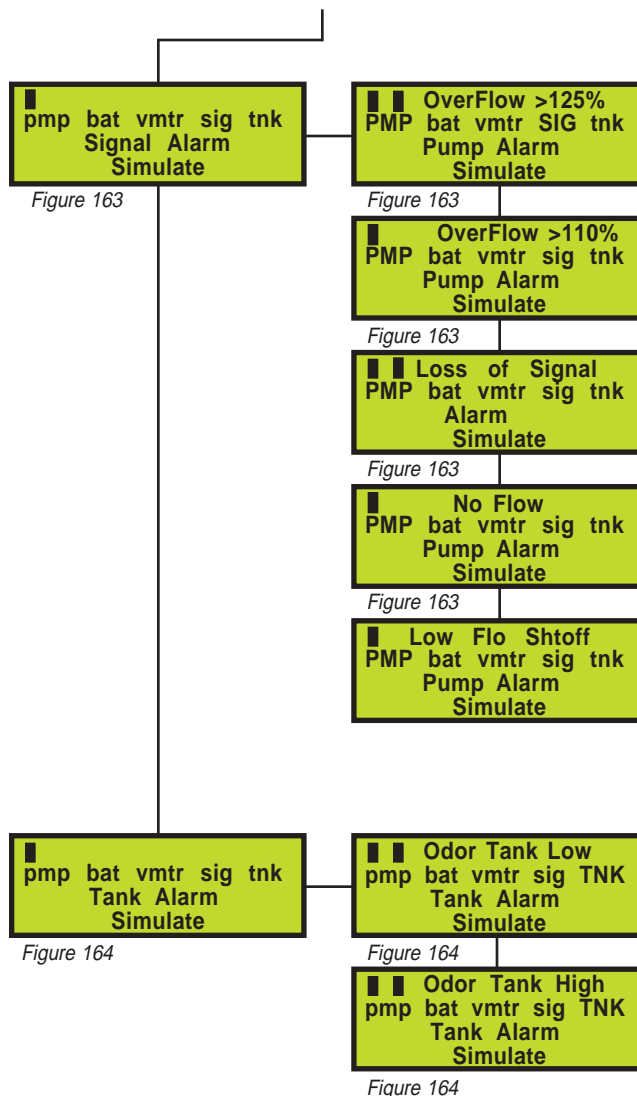 pmp bat vmtr sig tnk
Signal Alarm
Simulate
Figure 163
OverFlow >125%
PMP bat vmtr SIG tnk
Pump Alarm
Simulate
Figure 163
OverFlow >110%
PMP bat vmtr sig tnk
Pump Alarm
Simulate
Figure 163
Loss of Signal
PMP bat vmtr sig tnk
Alarm
Simulate
Figure 163
No Flow
PMP bat vmtr sig tnk
Pump Alarm
Simulate
Figure 163
Low Flo Shtoff
PMP bat vmtr sig tnk
Pump Alarm
Simulate
pmp bat vmtr sig tnk
Tank Alarm
Simulate
Figure 164
Odor Tank Low
pmp bat vmtr sig TNK
Tank Alarm
Simulate
Figure 164
Odor Tank High
pmp bat vmtr sig TNK
Tank Alarm
Simulate
Figure 164